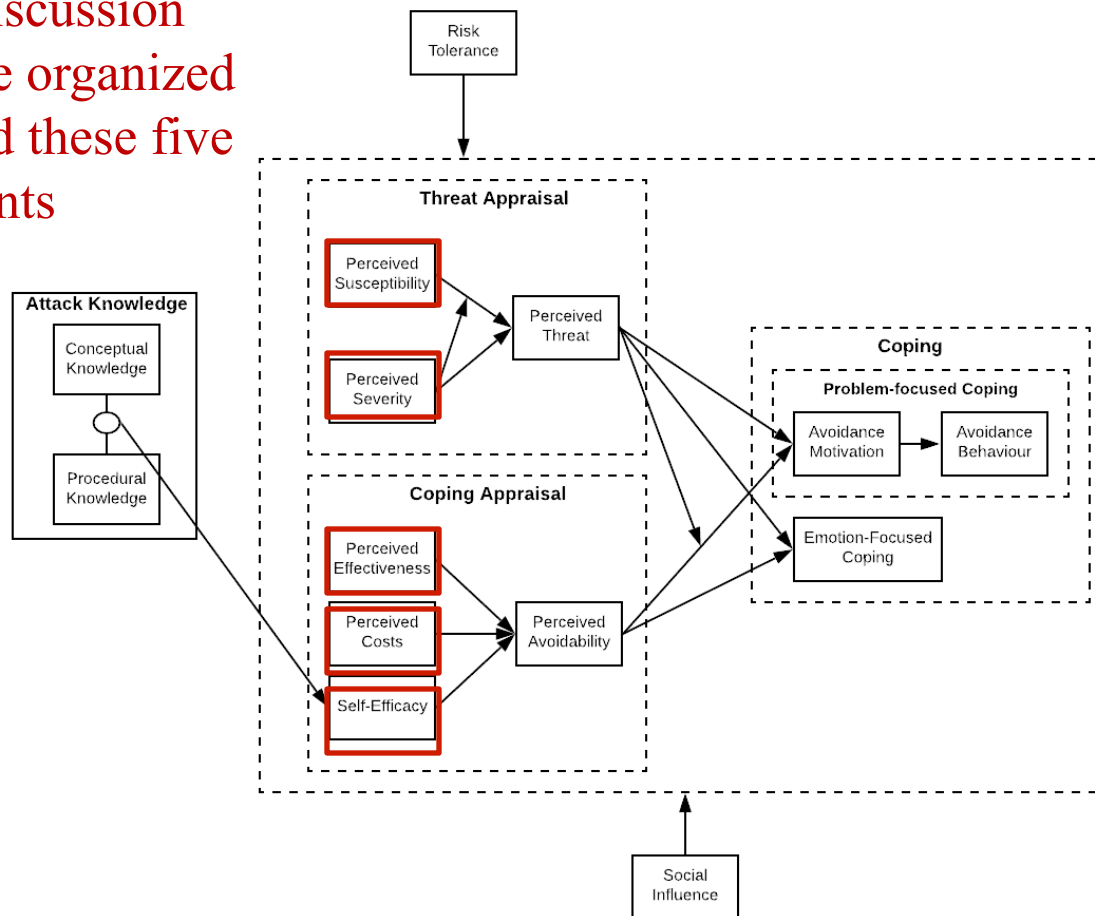 iscussion
e organized
d these five
nts
Risk
Tolerance
Threat Appraisal
Perceived
Susceptibility
Perceived
Severity
Perceived
Threat
Attack Knowledge
Conceptual
Knowledge
Procedural
Knowledge
Coping
Problem-focused Coping
Avoidance
Motivation
Avoidance
Behaviour
Emotion-Focused
Coping
Coping Appraisal
Perceived
Effectiveness
Perceived
Costs
Self-Efficacy
Perceived
Avoidability
Social
Influence